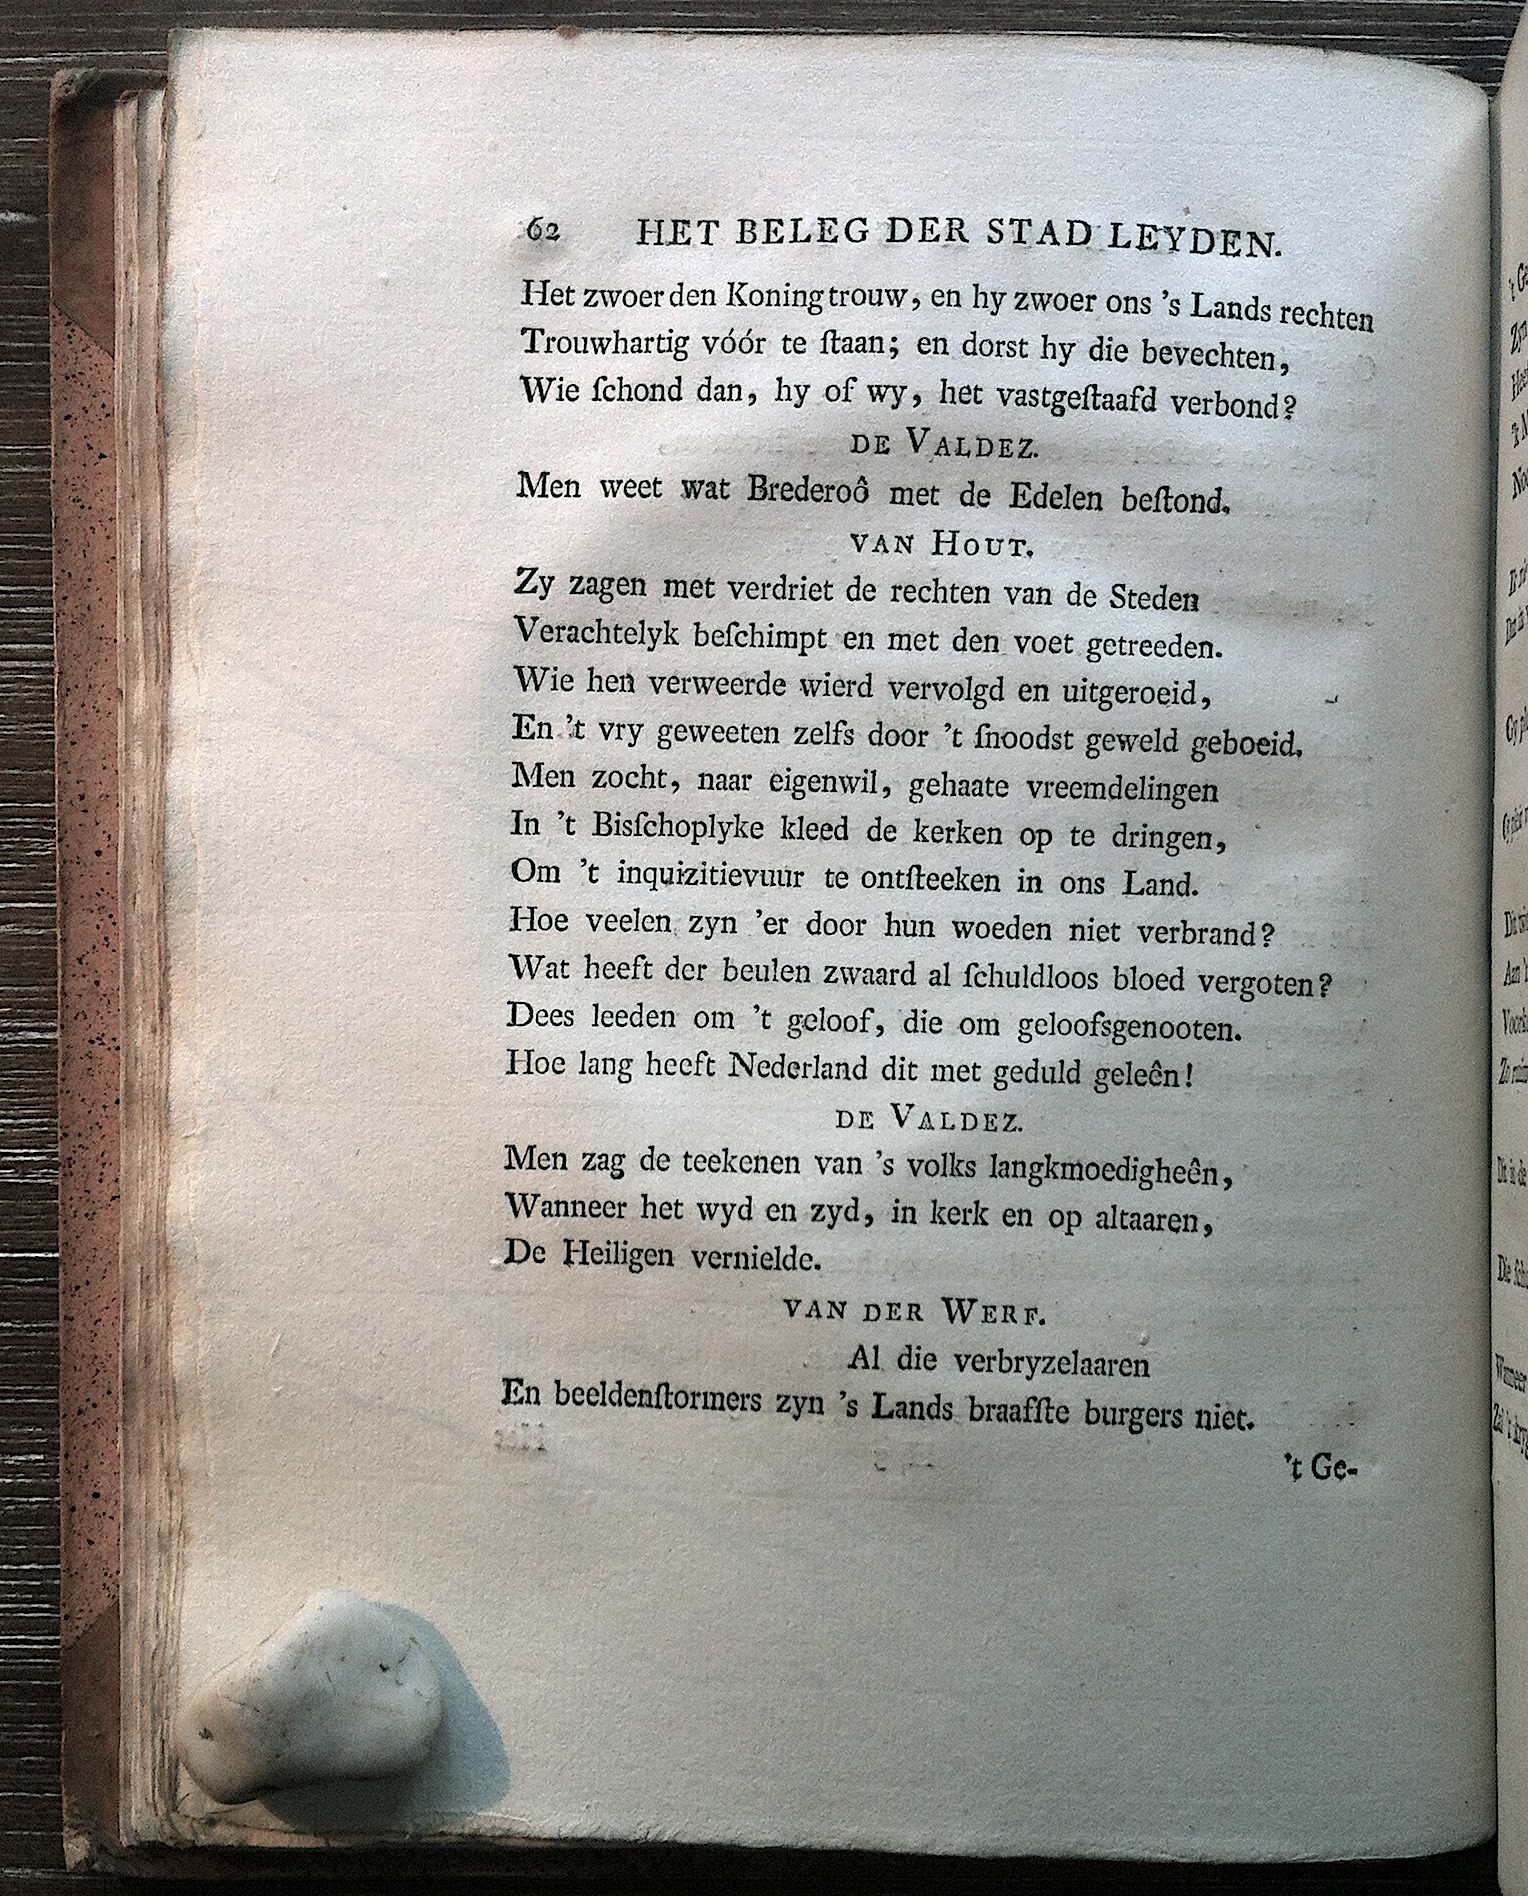 62 HET BELEG DER STAD LEYDEN.
Het zwoer den Koning trouw, en hy zwoer ons 's Lands rechten
Trouwhartig vóór te ſtaan; en dorst hy die bevechten,
Wie ſchond dan, hy of wy, het vastgeſtaafd verbond?
DE VALDEZ.
Men weet wat Brederoô met de Edelen beſtond.
VAN HOUT.
Zy zagen met verdriet de rechten van de Steden
Verachtelyk beſchimpt en met den voet getreeden.
Wie hen verweerde wierd vervolgd en uitgeroeid,
En 't vry geweeten zelfs door 't ſnoodst geweld geboeid.
Men zocht, naar eigenwil, gehaate vreemdelingen
In 't Bisſchoplyke kleed de kerken op te dringen,
Om 't inquizitievuur te ontſteeken in ons Land.
Hoe veelen zyn 'er door hun woeden niet verbrand?
Wat heeft der beulen zwaard al ſchuldloos bloed vergoten?
Dees leeden om 't geloof, die om geloofsgenooten.
Hoe lang heeft Nederland dit met geduld geleên!
DE VALDEZ.
Men zag de teekenen van 's volks langkmoedigheên,
Wanneer het wyd en zyd, in kerk en op altaaren,
De Heiligen vernielde.
VAN DER WERF.
Al die verbryzelaaren
En beeldenſtormers zyn 's Lands braafſte burgers niet.
't Ge-